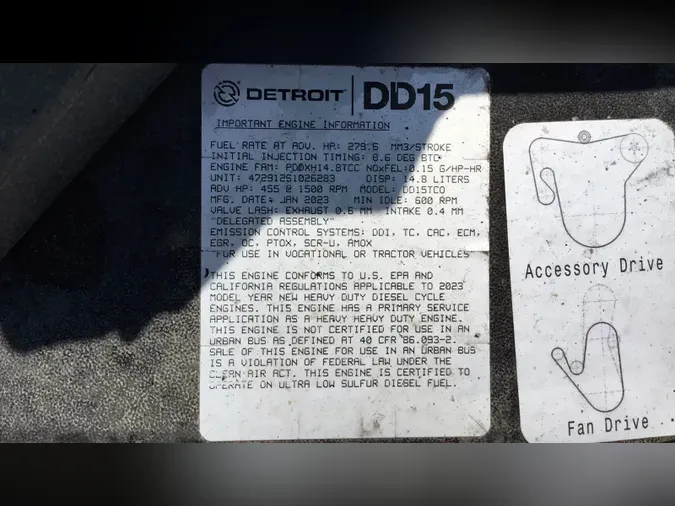 DETROIT DD15
IMPORTANT ENGINE INFORMATION
FUEL RATE AT ADV. HP: 279.6 MM3/STROKE
INITIAL INJECTION TIMING: 8.6 DEG BTC
ENGINE FAM: PDDXH14.8TCC NOXFEL:0.15 G/HP-HR
UNIT: 472912S1026283 DISP: 14.8 LITERS
ADV HP: 455 @ 1500 RPM MODEL: DD15TCO
MFG. DATE: JAN 2023 MIN IDLE: 600 RPM
VALVE LASH: EXHAUST 0.6 MM INTAKE 0.4 MM
"DELEGATED ASSEMBLY"
EMISSION CONTROL SYSTEMS: DDI, TC, CAC, ECM,
EGR, OC, PTOX, SCR-U, AMOX
"FOR USE IN VOCATIONAL OR TRACTOR VEHICLES"
THIS ENGINE CONFORMS TO U.S. EPA AND
CALIFORNIA REGULATIONS APPLICABLE TO 2023
MODEL YEAR NEW HEAVY DUTY DIESEL CYCLE
ENGINES. THIS ENGINE HAS A PRIMARY SERVICE
APPLICATION AS A HEAVY HEAVY DUTY ENGINE.
THIS ENGINE IS NOT CERTIFIED FOR USE IN AN
URBAN BUS AS DEFINED AT 40 CFR 86.093-2.
SALE OF THIS ENGINE FOR USE IN AN URBAN BUS
IS A VIOLATION OF FEDERAL LAW UNDER THE
CLEAN AIR ACT. THIS ENGINE IS CERTIFIED TO
OPERATE ON ULTRA LOW SULFUR DIESEL FUEL.
Accessory Drive
Fan Drive